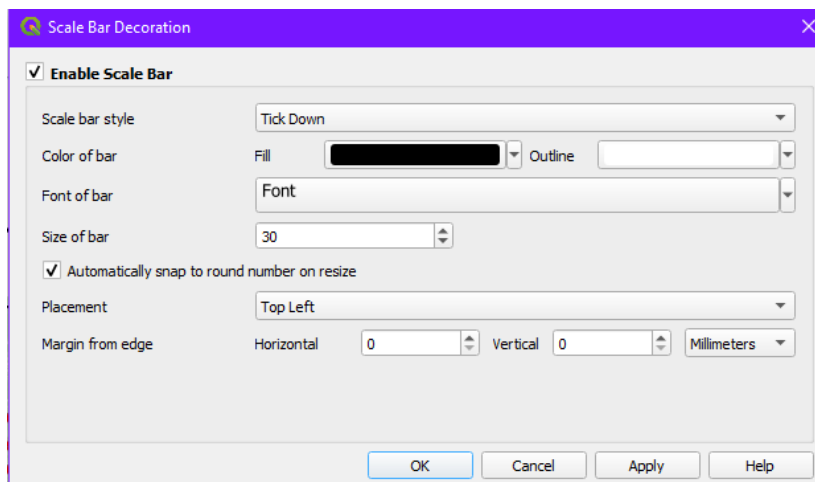 Scale Bar Decoration
Enable Scale Bar
Scale bar style Tick Down
Color of bar Fill Outline
Font of bar Font
Size of bar 30
Automatically snap to round number on resize
Placement Top Left
Margin from edge Horizontal 0 Vertical 0 Millimeters
OK Cancel Apply Help